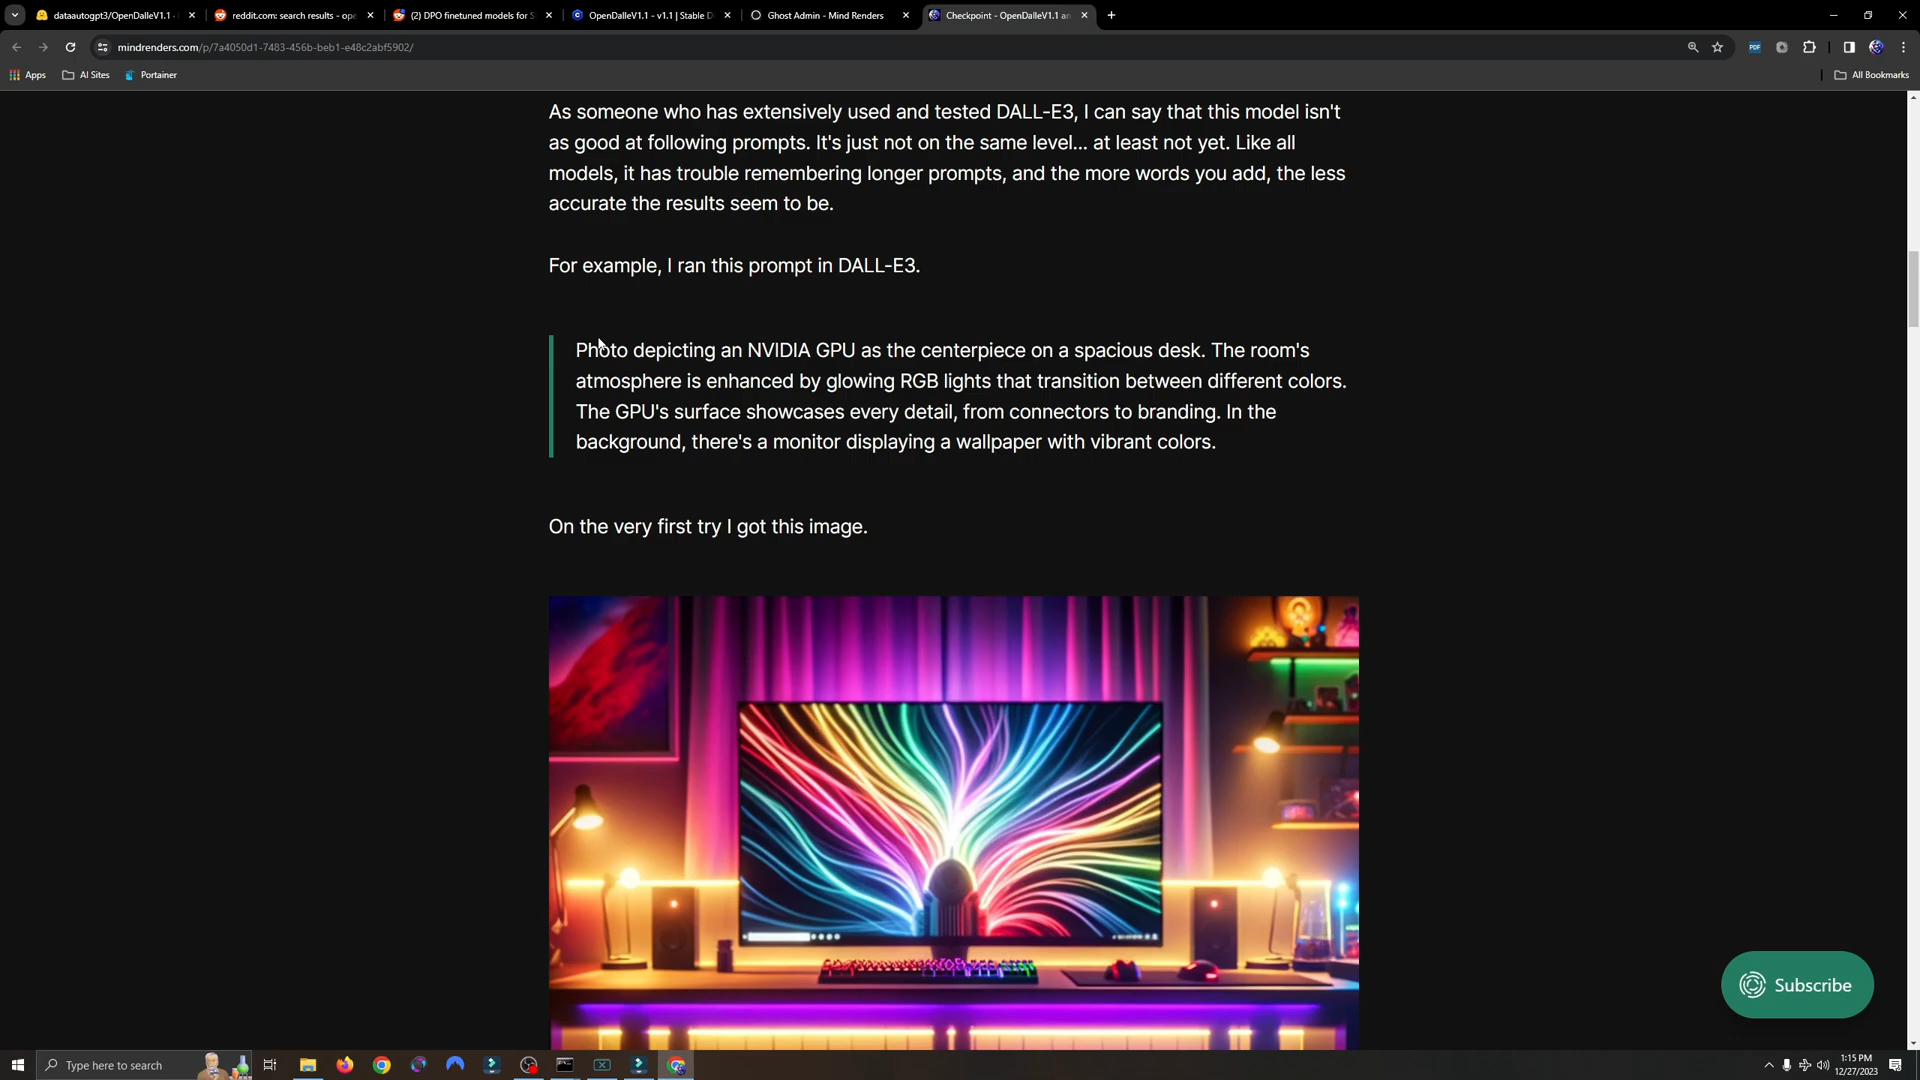 dataautogpt3/OpenDalleV1.1 -
reddit.com: search results - ope
(2) DPO finetuned models for S
OpenDalleV1.1 - v1.1 | Stable D
Ghost Admin - Mind Renders
Checkpoint - OpenDalleV1.1 an
mindrenders.com/p/7a4050d1-7483-456b-beb1-e48c2abf5902/
PDF
Apps
AI Sites
Portainer
All Bookmarks
As someone who has extensively used and tested DALL-E3, I can say that this model isn't
as good at following prompts. It's just not on the same level... at least not yet. Like all
models, it has trouble remembering longer prompts, and the more words you add, the less
accurate the results seem to be.
For example, I ran this prompt in DALL-E3.
Photo depicting an NVIDIA GPU as the centerpiece on a spacious desk. The room's
atmosphere is enhanced by glowing RGB lights that transition between different colors.
The GPU's surface showcases every detail, from connectors to branding. In the
background, there's a monitor displaying a wallpaper with vibrant colors.
On the very first try I got this image.
Subscribe
Type here to search
1:15 PM
12/27/2023